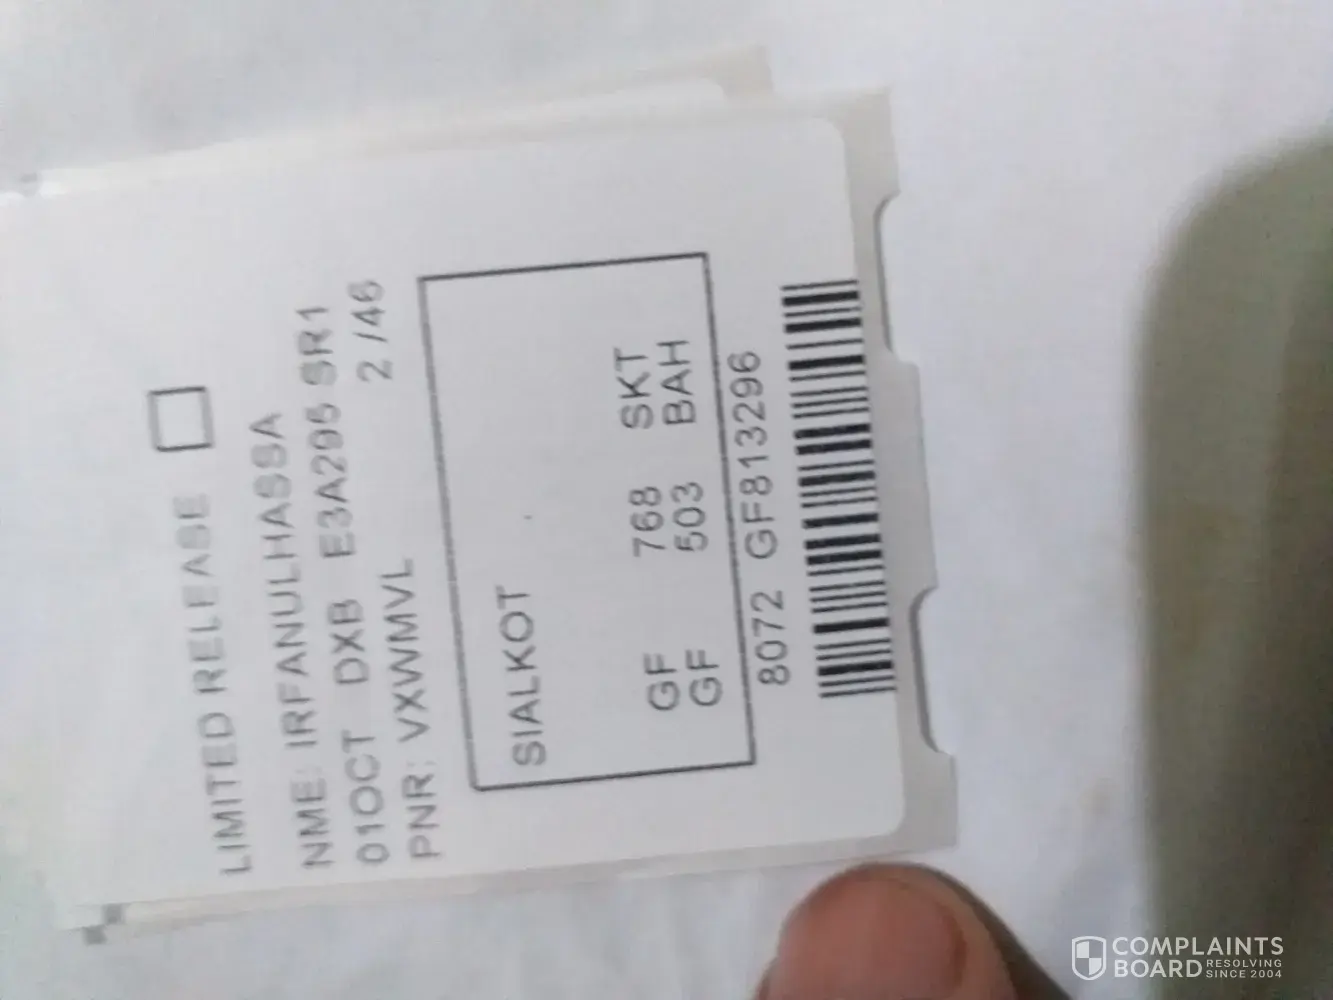 LIMITED RELEASE
NME: IRFANULHASSA
01OCT DXB E3A295 SR1
PNR: VXWMVL 2 /46
SIALKOT
GF 768 SKT
GF 503 BAH
8072 GF813296
COMPLAINTS
BOARD RESOLVING
SINCE 2004